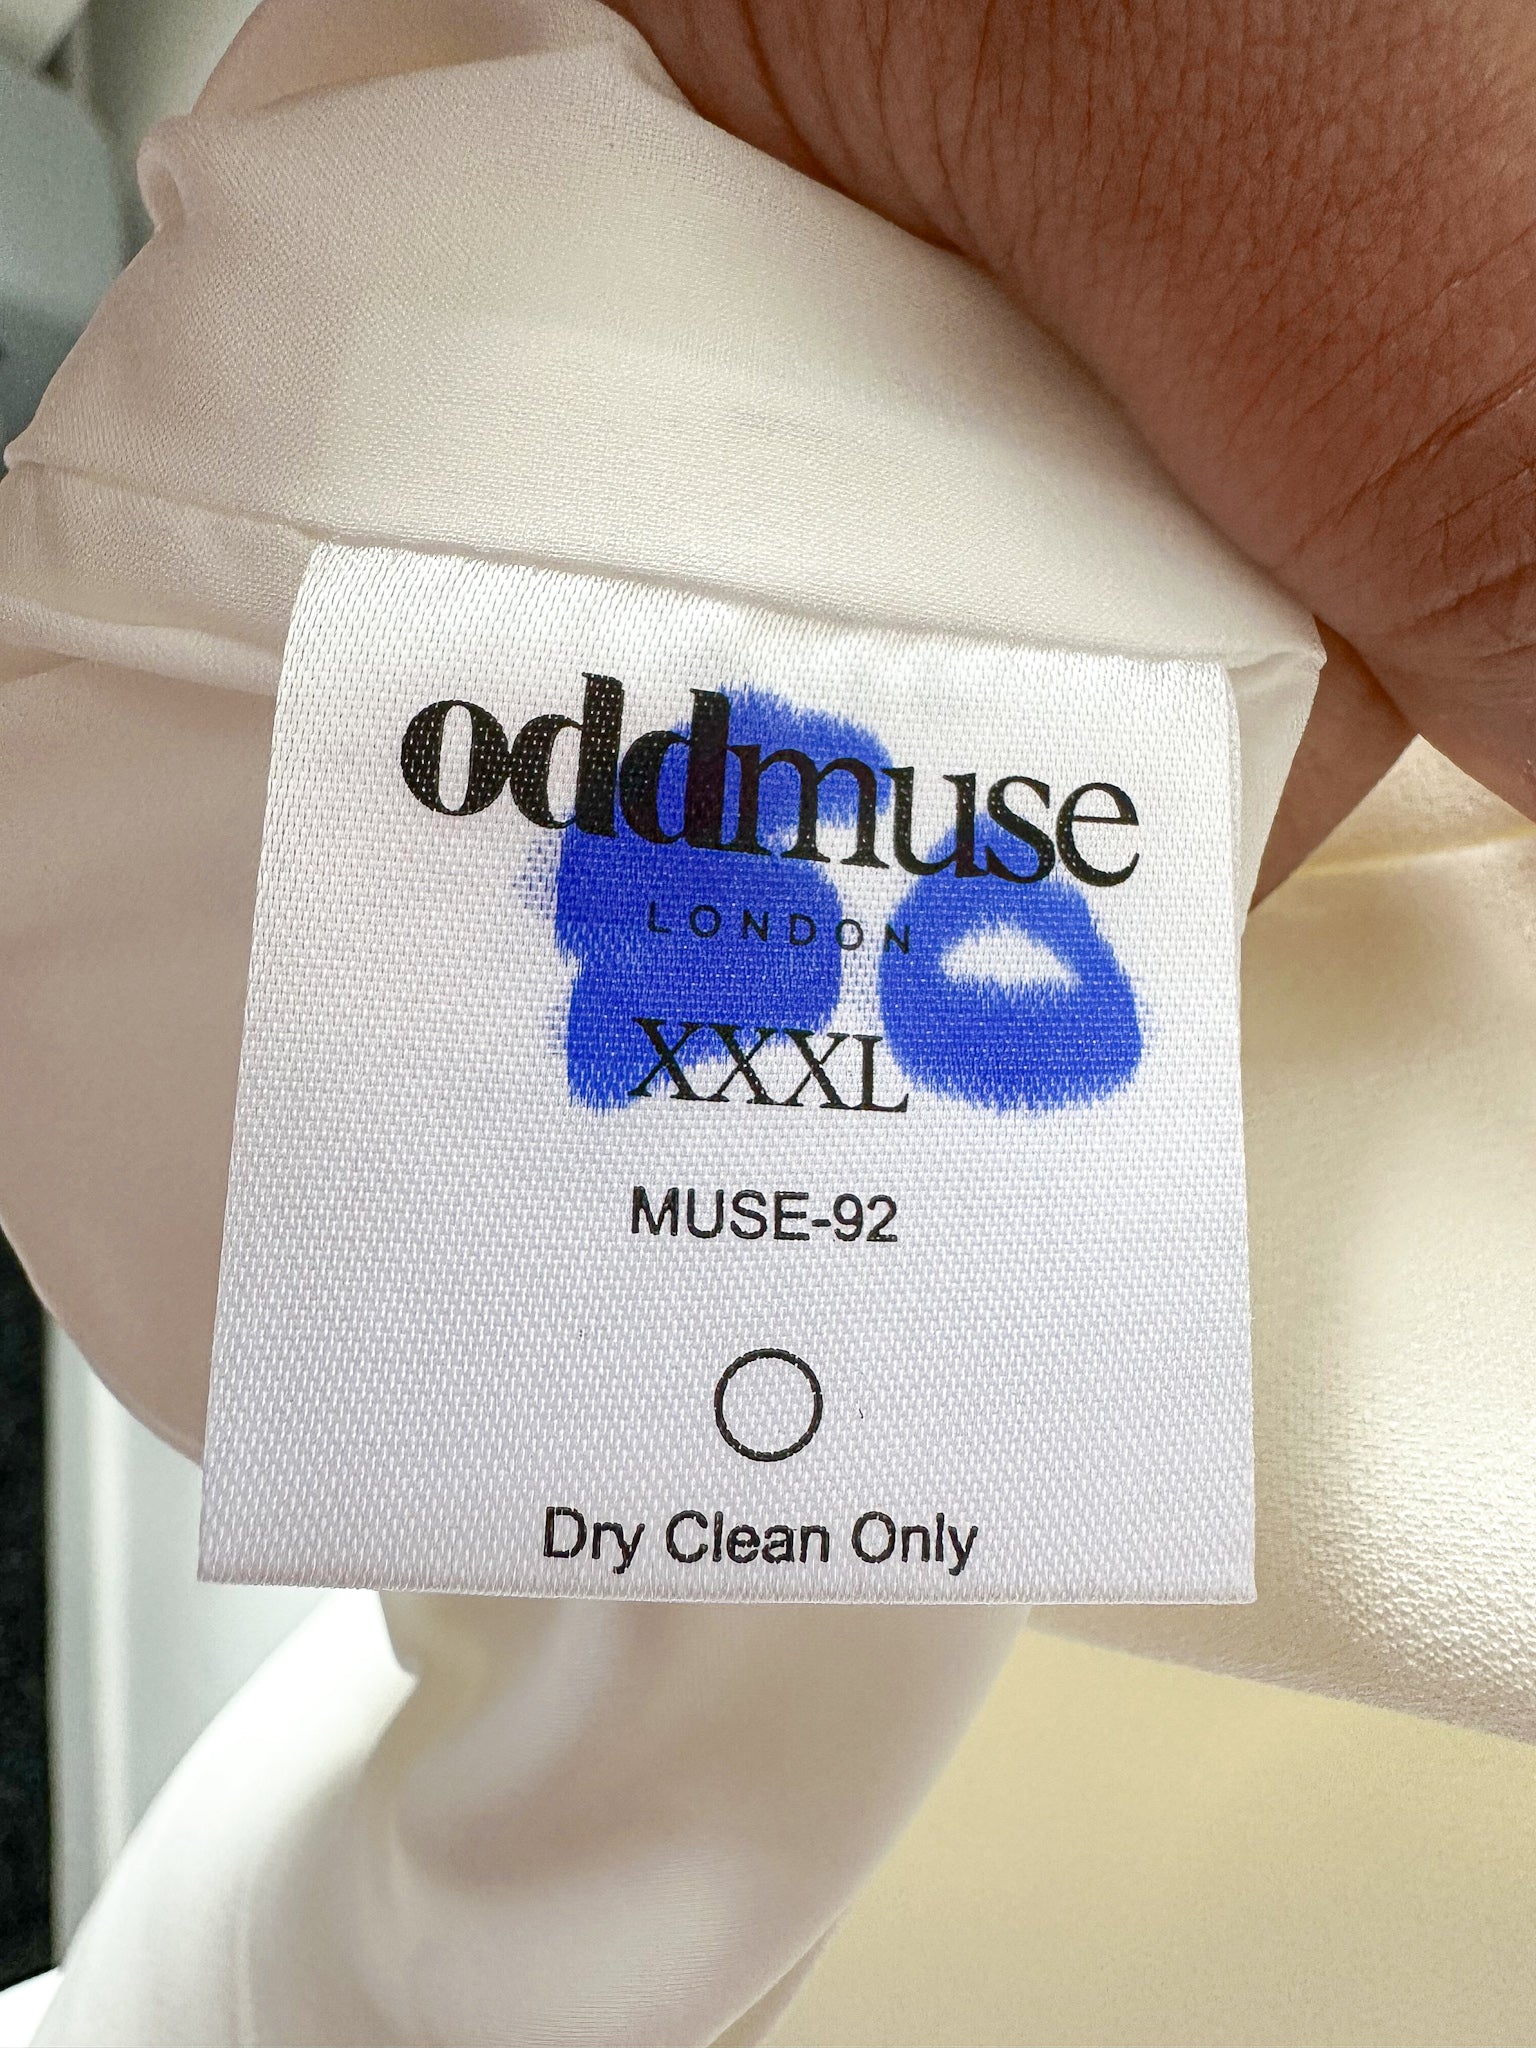 oddmuse
LONDON
XXXL
MUSE-92
Dry Clean Only